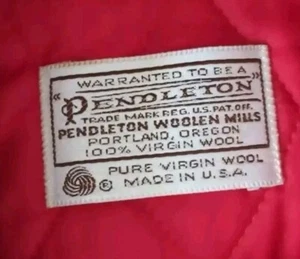 WARRANTED TO BE A
"PENDLETON"
TRADE MARK REG. U.S. PAT. OFF.
PENDLETON WOOLEN MILLS
PORTLAND, OREGON
100% VIRGIN WOOL
PURE VIRGIN WOOL
® MADE IN U.S.A.